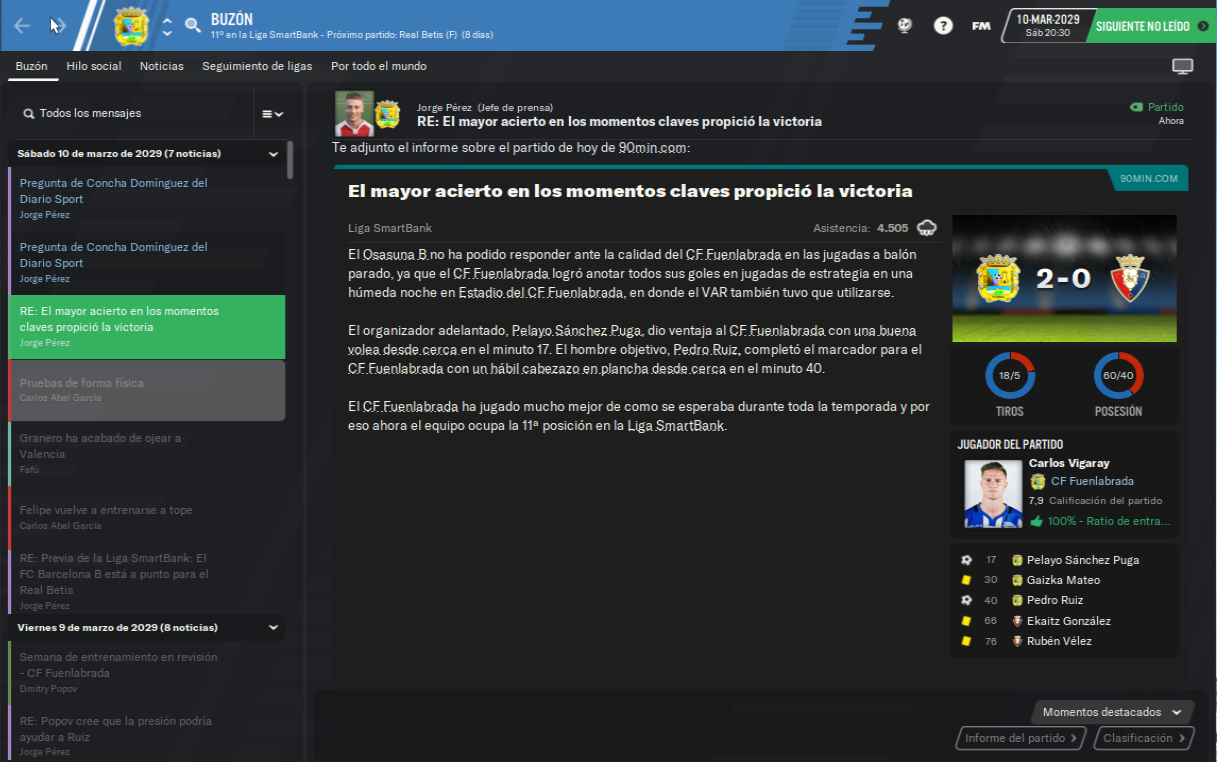 BUZÓN
11º en la Liga SmartBank - Próximo partido: Real Betis (F) (8 días)
?
FM
10-MAR-2029
Sáb 20:30
SIGUIENTE NO LEÍDO
Buzón Hilo social Noticias Seguimiento de ligas Por todo el mundo
Todos los mensajes
Sábado 10 de marzo de 2029 (7 noticias)
Pregunta de Concha Domínguez del
Diario Sport
Jorge Pérez
Pregunta de Concha Domínguez del
Diario Sport
Jorge Pérez
RE: El mayor acierto en los momentos
claves propició la victoria
Jorge Pérez
Pruebas de forma física
Carlos Abel García
Granero ha acabado de ojear a
Valencia
Fafú
Felipe vuelve a entrenarse a tope
Carlos Abel García
RE: Previa de la Liga SmartBank: El
FC Barcelona B está a punto para el
Real Betis
Jorge Pérez
Viernes 9 de marzo de 2029 (8 noticias)
Semana de entrenamiento en revisión
- CF Fuenlabrada
Dmitry Popov
RE: Popov cree que la presión podría
ayudar a Ruiz
Jorge Pérez
Jorge Pérez (Jefe de prensa)
RE: El mayor acierto en los momentos claves propició la victoria
Partido
Ahora
Te adjunto el informe sobre el partido de hoy de 90min.com:
90MIN.COM
El mayor acierto en los momentos claves propició la victoria
Liga SmartBank
Asistencia: 4.505
El Osasuna B no ha podido responder ante la calidad del CF Fuenlabrada en las jugadas a balón
parado, ya que el CF Fuenlabrada logró anotar todos sus goles en jugadas de estrategia en una
húmeda noche en Estadio del CF Fuenlabrada, en donde el VAR también tuvo que utilizarse.
El organizador adelantado, Pelayo Sánchez Puga, dio ventaja al CF Fuenlabrada con una buena
volea desde cerca en el minuto 17. El hombre objetivo, Pedro Ruiz, completó el marcador para el
CF Fuenlabrada con un hábil cabezazo en plancha desde cerca en el minuto 40.
El CF Fuenlabrada ha jugado mucho mejor de como se esperaba durante toda la temporada y por
eso ahora el equipo ocupa la 11ª posición en la Liga SmartBank.
2-0
18/5
60/40
TIROS
POSESIÓN
JUGADOR DEL PARTIDO
Carlos Vigaray
CF Fuenlabrada
7,9 Calificación del partido
100% - Ratio de entra...
17 Pelayo Sánchez Puga
30 Gaizka Mateo
40 Pedro Ruiz
66 Ekaitz González
76 Rubén Vélez
Momentos destacados
Informe del partido
Clasificación